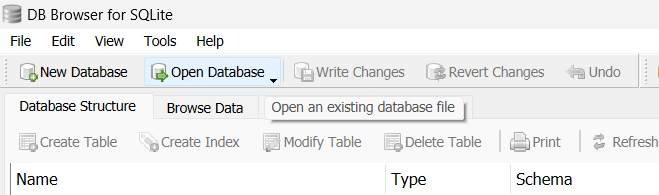 DB Browser for SQLite
File Edit View Tools Help
New Database Open Database Write Changes Revert Changes Undo
Database Structure Browse Data Open an existing database file
Create Table Create Index Modify Table Delete Table Print Refresh
Name Type Schema